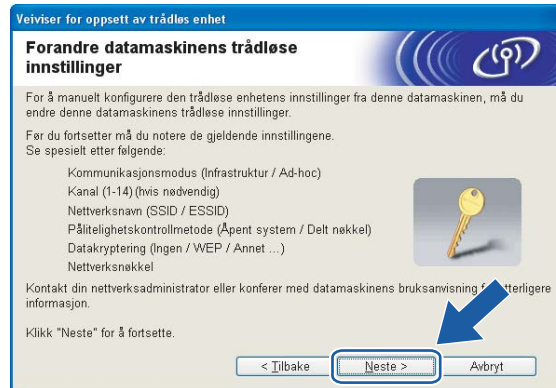 Veiviser for oppsett av trådløs enhet
Forandre datamaskinens trådløse
innstillinger
For å manuelt konfigurere den trådløse enhetens innstillinger fra denne datamaskinen, må du
endre denne datamaskinens trådløse innstillinger.
Før du fortsetter må du notere de gjeldende innstillingene.
Se spesielt etter følgende:
Kommunikasjonsmodus (Infrastruktur / Ad-hoc)
Kanal (1-14) (hvis nødvendig)
Nettverksnavn (SSID / ESSID)
Pålitelighetskontrollmetode (Åpent system / Delt nøkkel)
Datakryptering (Ingen / WEP / Annet ...)
Nettverksnøkkel
Kontakt din nettverksadministrator eller konferer med datamaskinens bruksanvisning
informasjon.
Klikk "Neste" for å fortsette.
< Tilbake Neste > Avbryt